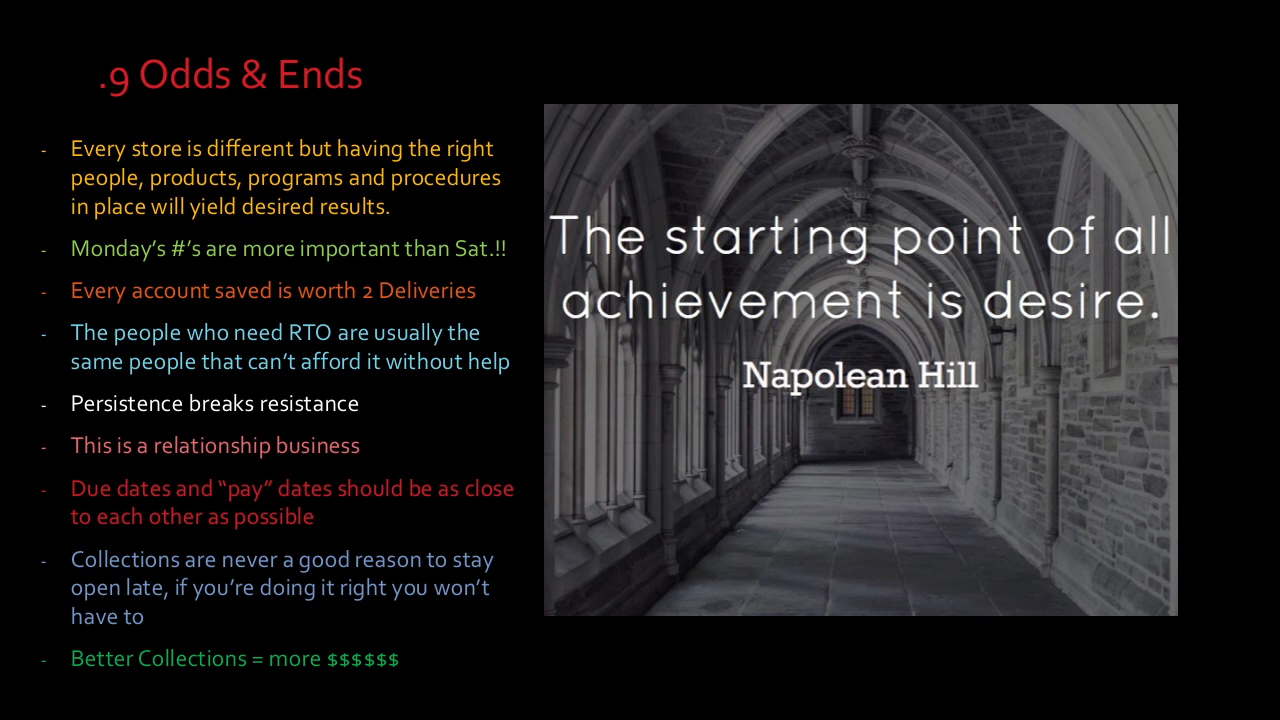 .9 Odds & Ends
- Every store is different but having the right
people, products, programs and procedures
in place will yield desired results.
- Monday’s #’s are more important than Sat.!!
- Every account saved is worth 2 Deliveries
- The people who need RTO are usually the
same people that can’t afford it without help
- Persistence breaks resistance
- This is a relationship business
- Due dates and “pay” dates should be as close
to each other as possible
- Collections are never a good reason to stay
open late, if you’re doing it right you won’t
have to
- Better Collections = more $$$$$$
The starting point of all
achievement is desire.
Napolean Hill